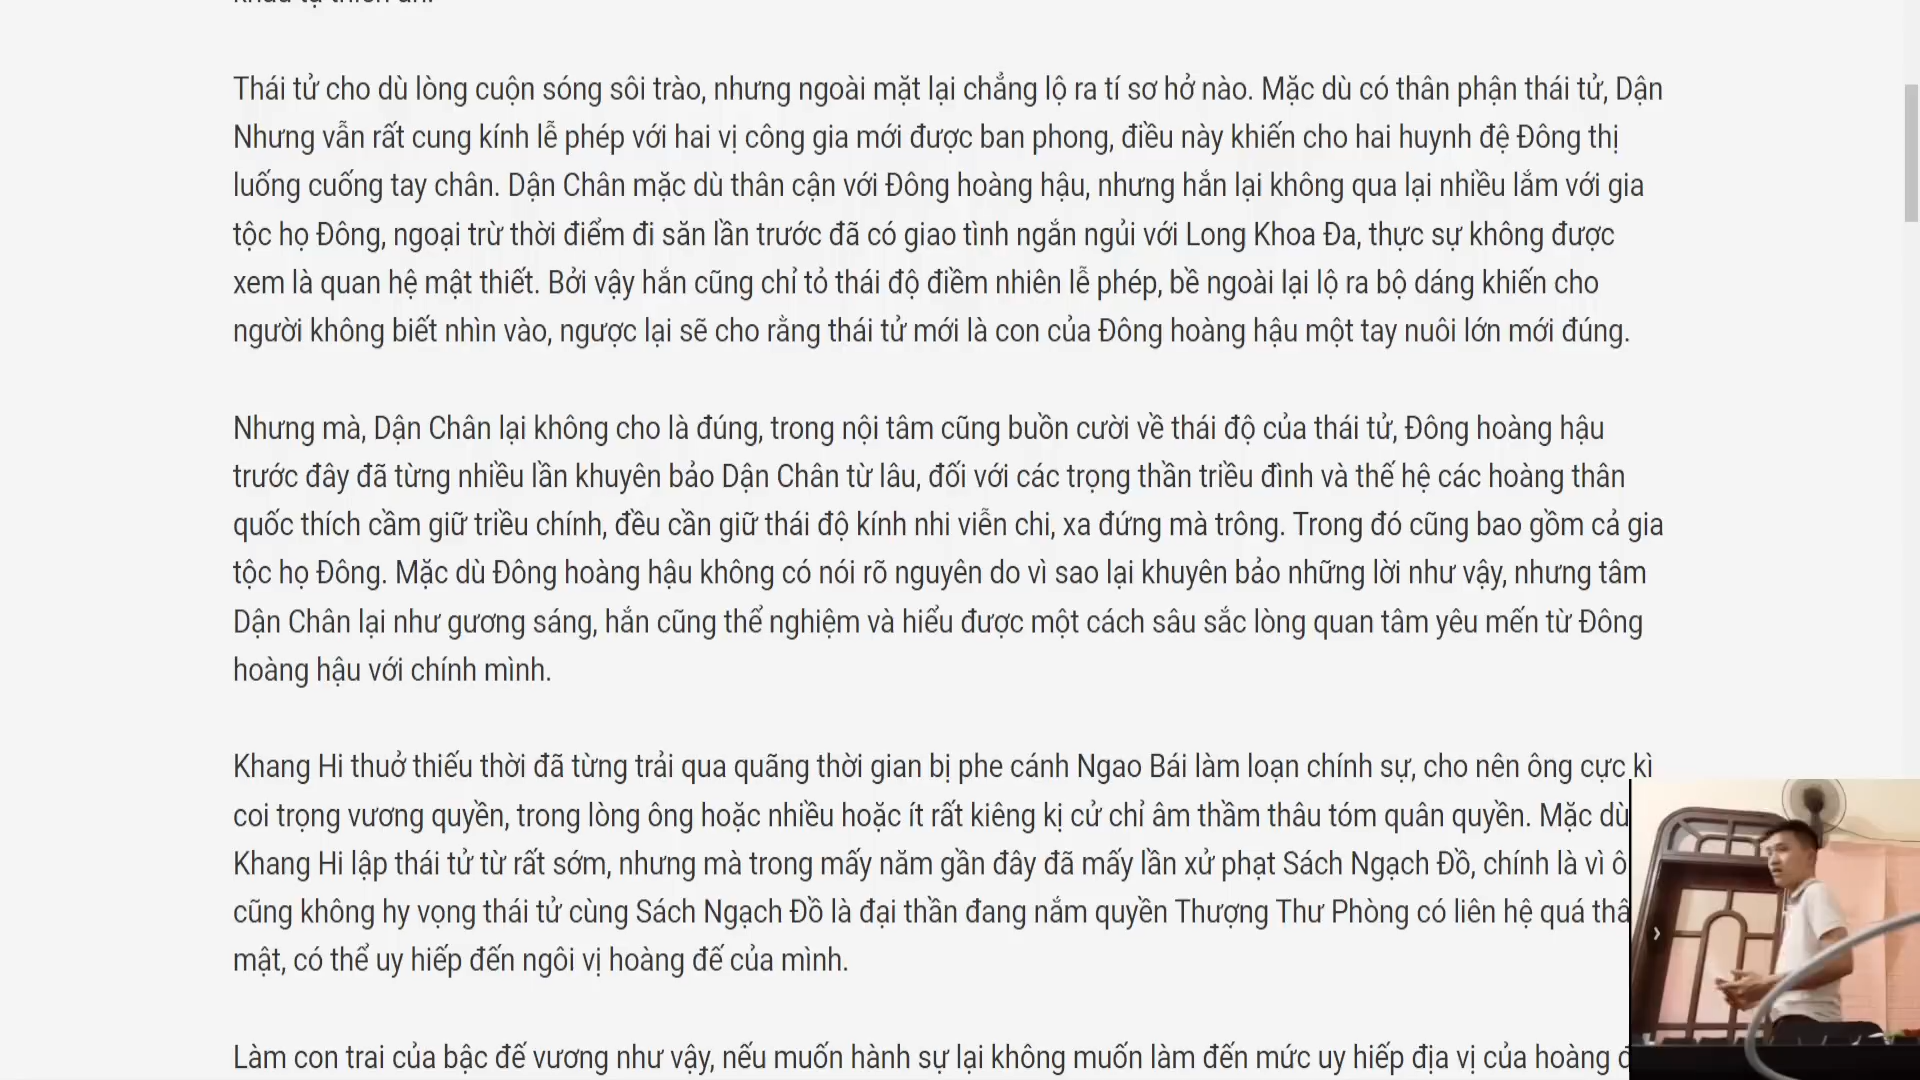 Thái tử cho dù lòng cuộn sóng sôi trào, nhưng ngoài mặt lại chẳng lộ ra tí sơ hở nào. Mặc dù có thân phận thái tử, Dận
Nhưng vẫn rất cung kính lễ phép với hai vị công gia mới được ban phong, điều này khiến cho hai huynh đệ Đông thị
luống cuống tay chân. Dận Chân mặc dù thân cận với Đông hoàng hậu, nhưng hắn lại không qua lại nhiều lắm với gia
tộc họ Đông, ngoại trừ thời điểm đi săn lần trước đã có giao tình ngắn ngủi với Long Khoa Đa, thực sự không được
xem là quan hệ mật thiết. Bởi vậy hắn cũng chỉ tỏ thái độ điềm nhiên lễ phép, bề ngoài lại lộ ra bộ dáng khiến cho
người không biết nhìn vào, ngược lại sẽ cho rằng thái tử mới là con của Đông hoàng hậu một tay nuôi lớn mới đúng.
Nhưng mà, Dận Chân lại không cho là đúng, trong nội tâm cũng buồn cười về thái độ của thái tử, Đông hoàng hậu
trước đây đã từng nhiều lần khuyên bảo Dận Chân từ lâu, đối với các trọng thần triều đình và thế hệ các hoàng thân
quốc thích cầm giữ triều chính, đều cần giữ thái độ kính nhi viễn chi, xa đứng mà trông. Trong đó cũng bao gồm cả gia
tộc họ Đông. Mặc dù Đông hoàng hậu không có nói rõ nguyên do vì sao lại khuyên bảo những lời như vậy, nhưng tâm
Dận Chân lại như gương sáng, hắn cũng thể nghiệm và hiểu được một cách sâu sắc lòng quan tâm yêu mến từ Đông
hoàng hậu với chính mình.
Khang Hi thuở thiếu thời đã từng trải qua quãng thời gian bị phe cánh Ngao Bái làm loạn chính sự, cho nên ông cực kì
coi trọng vương quyền, trong lòng ông hoặc nhiều hoặc ít rất kiêng kị cử chỉ âm thầm thâu tóm quân quyền. Mặc dù
Khang Hi lập thái tử từ rất sớm, nhưng mà trong mấy năm gần đây đã mấy lần xử phạt Sách Ngạch Đồ, chính là vì
cũng không hy vọng thái tử cùng Sách Ngạch Đồ là đại thần đang nắm quyền Thượng Thư Phòng có liên hệ quá
mật, có thể uy hiếp đến ngôi vị hoàng đế của mình.
Làm con trai của bậc đế vương như vậy, nếu muốn hành sự lại không muốn làm đến mức uy hiếp địa vị của hoàng